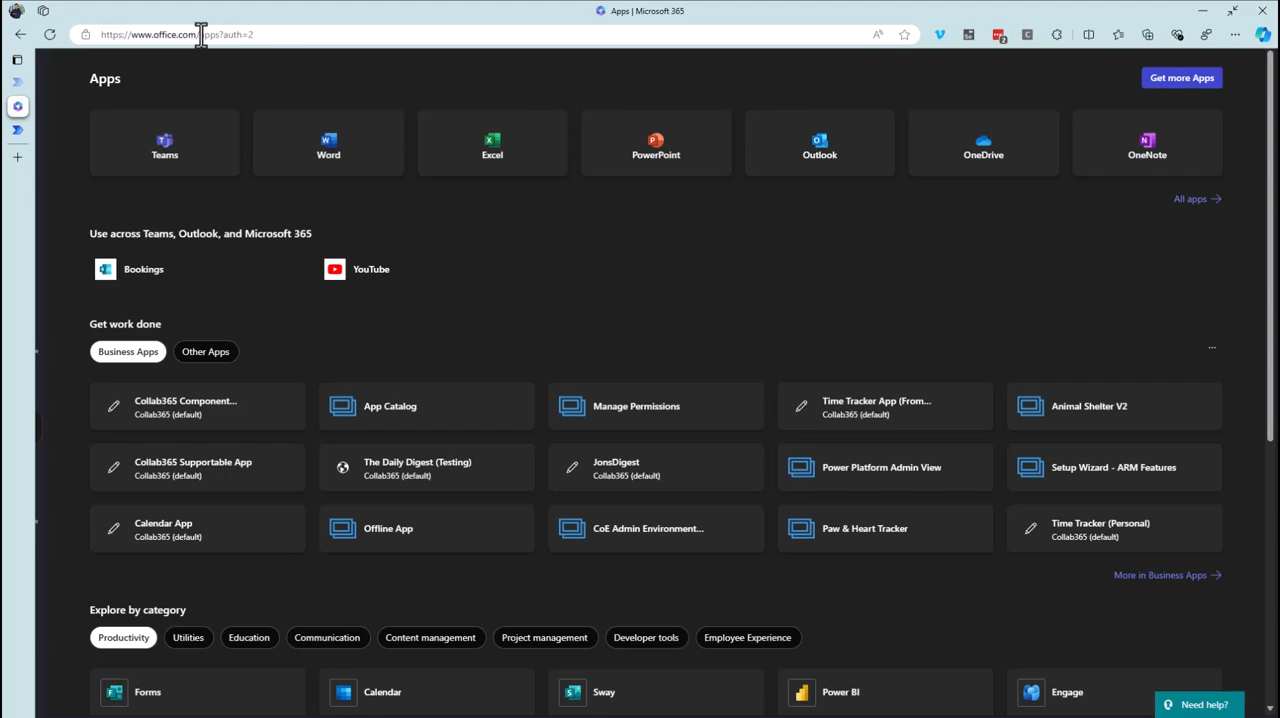 Apps | Microsoft 365
https://www.office.com/apps?auth=2
Apps
Get more Apps
Teams
Word
Excel
PowerPoint
Outlook
OneDrive
OneNote
All apps
Use across Teams, Outlook, and Microsoft 365
Bookings
YouTube
Get work done
Business Apps
Other Apps
...
Collab365 Component...
Collab365 (default)
App Catalog
Manage Permissions
Time Tracker App (From...
Collab365 (default)
Animal Shelter V2
Collab365 Supportable App
Collab365 (default)
The Daily Digest (Testing)
Collab365 (default)
JonsDigest
Collab365 (default)
Power Platform Admin View
Setup Wizard - ARM Features
Calendar App
Collab365 (default)
Offline App
CoE Admin Environment...
Paw & Heart Tracker
Time Tracker (Personal)
Collab365 (default)
More in Business Apps
Explore by category
Productivity
Utilities
Education
Communication
Content management
Project management
Developer tools
Employee Experience
Forms
Calendar
Sway
Power BI
Engage
Need help?